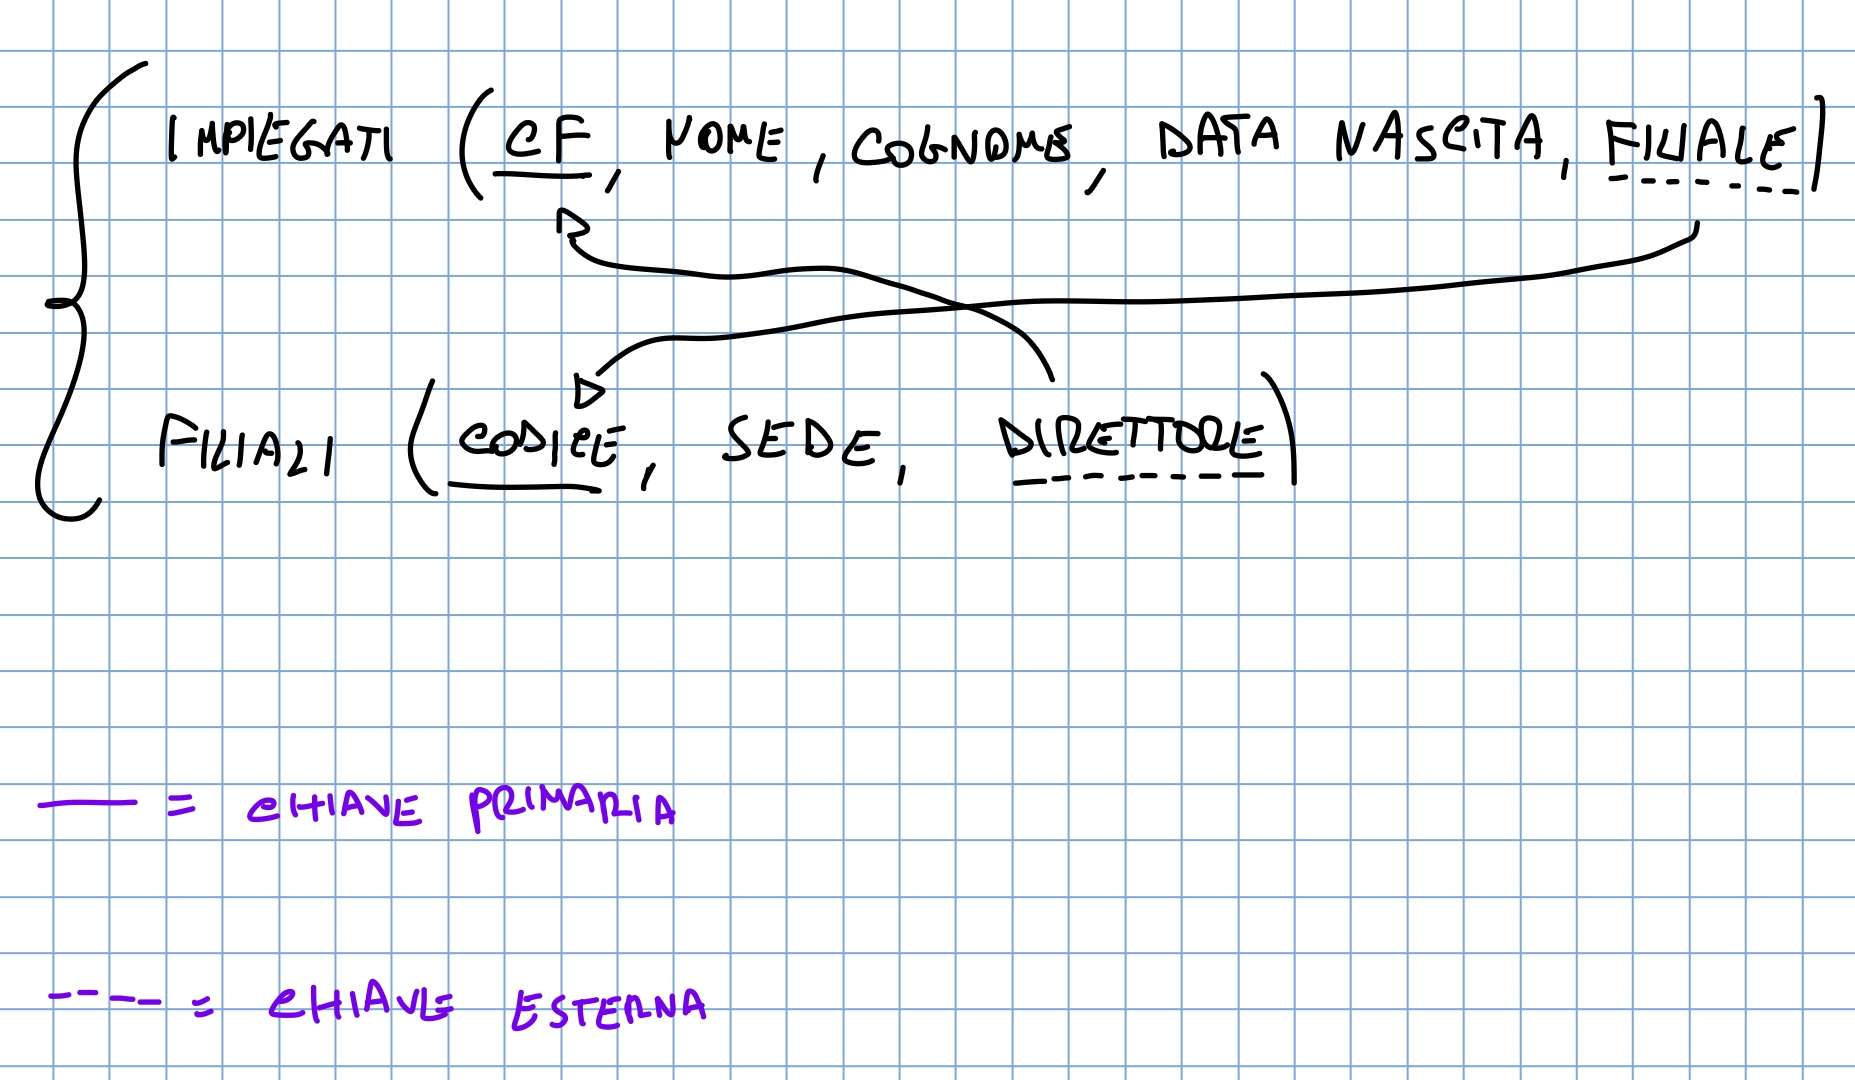 IMPIEGATI (CF, NOME, COGNOME, DATA NASCITA, FILIALE)
FILIALI (CODICE, SEDE, DIRETTORE)
= CHIAVE PRIMARIA
= CHIAVE ESTERNA